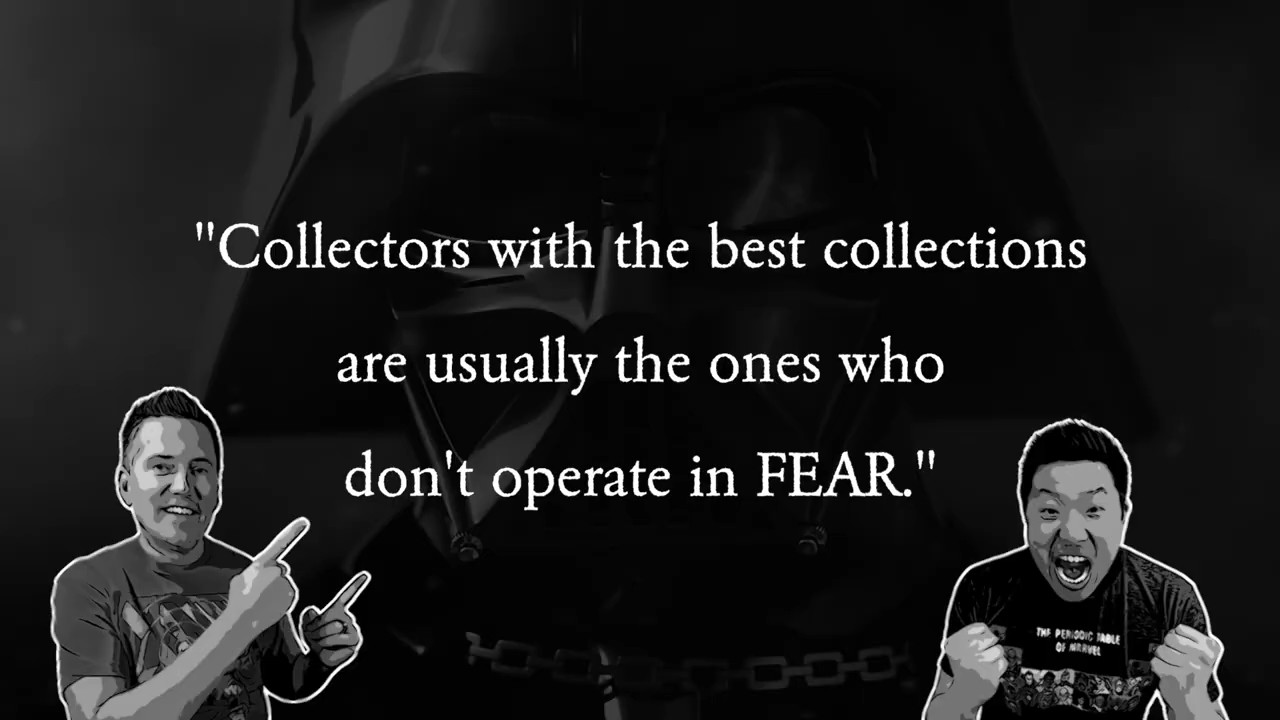 "Collectors with the best collections
are usually the ones who
don't operate in FEAR."
THE PERIODIC TABLE
OF MARVEL